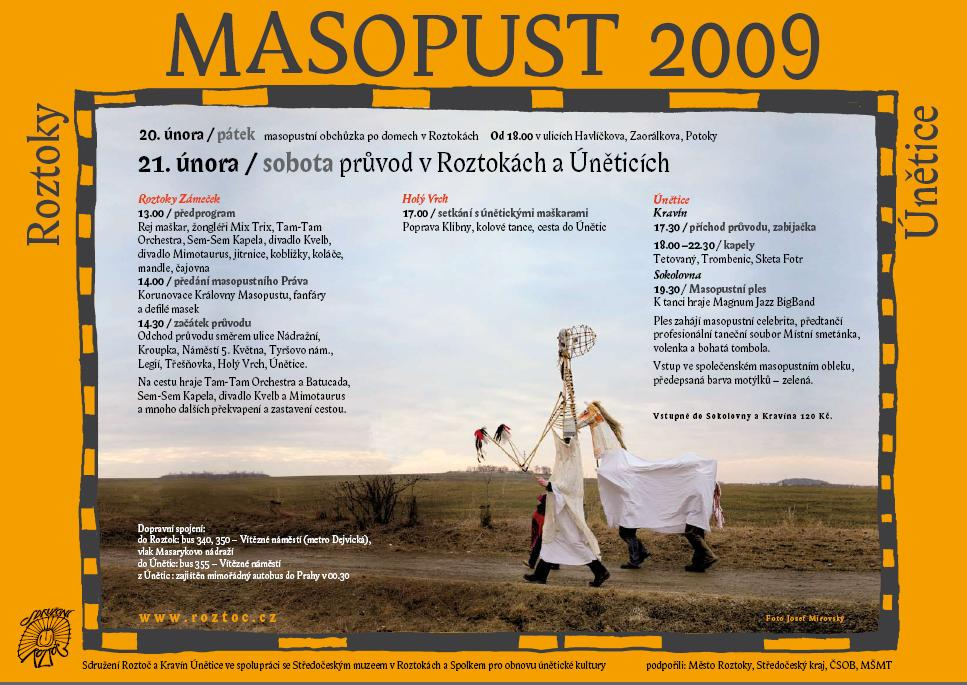 MASOPUST 2009
Roztoky
Únětice
20. února / pátek masopustní obchůzka po domech v Roztokách Od 18.00 v ulicích Havlíčkova, Zaorálkova, Potoky
21. února / sobota průvod v Roztokách a Úněticích
Roztoky Zámeček
13.00 / předprogram
Rej maškar, žongléři Mix Trix, Tam-Tam
Orchestra, Sem-Sem Kapela, divadlo Kvelb,
divadlo Mimotaurus, jitrnice, kobližky, koláče,
mandle, čajovna
14.00 / předání masopustního Práva
Korunovace Královny Masopustu, fanfáry
a defilé masek
14.30 / začátek průvodu
Odchod průvodu směrem ulice Nádražní,
Kroupka, Náměstí 5. Května, Tyršovo nám.,
Legií, Třešňovka, Holý Vrch, Únětice.
Na cestu hraje Tam-Tam Orchestra a Batucada,
Sem-Sem Kapela, divadlo Kvelb a Mimotaurus
a mnoho dalších překvapení a zastavení cestou.
Holý Vrch
17.00 / setkání s únětickými maškarami
Poprava Klibny, kolové tance, cesta do Únětic
Únětice
Kravín
17.30 / příchod průvodu, zabijačka
18.00 –22.30 / kapely
Tetovaný, Trombenic, Sketa Fotr
Sokolovna
19.30 / Masopustní ples
K tanci hraje Magnum Jazz BigBand
Ples zahájí masopustní celebrita, předtančí
profesionální taneční soubor Místní smetánka,
volenka a bohatá tombola.
Vstup ve společenském masopustním obleku,
předepsaná barva motýlků – zelená.
Vstupné do Sokolovny a Kravína 120 Kč.
Dopravní spojení:
do Roztok: bus 340, 350 – Vítězné náměstí (metro Dejvická),
vlak Masarykovo nádraží
do Únětic: bus 355 – Vítězné náměstí
z Únětic: zajištěn mimořádný autobus do Prahy v 00.30
www.roztoc.cz
Foto Josef Mirovský
Sdružení Roztoč a Kravín Únětice ve spolupráci se Středočeským muzeem v Roztokách a Spolkem pro obnovu únětické kultury
podpořili: Město Roztoky, Středočeský kraj, ČSOB, MŠMT